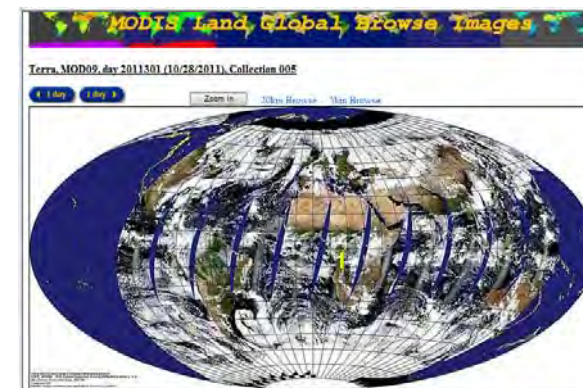 MODIS Land Global Browse Images
Terra, MOD09, day 2011301 (10/28/2011), Collection 005
1 day 1 day Zoom in 20km Browse 5km Browse